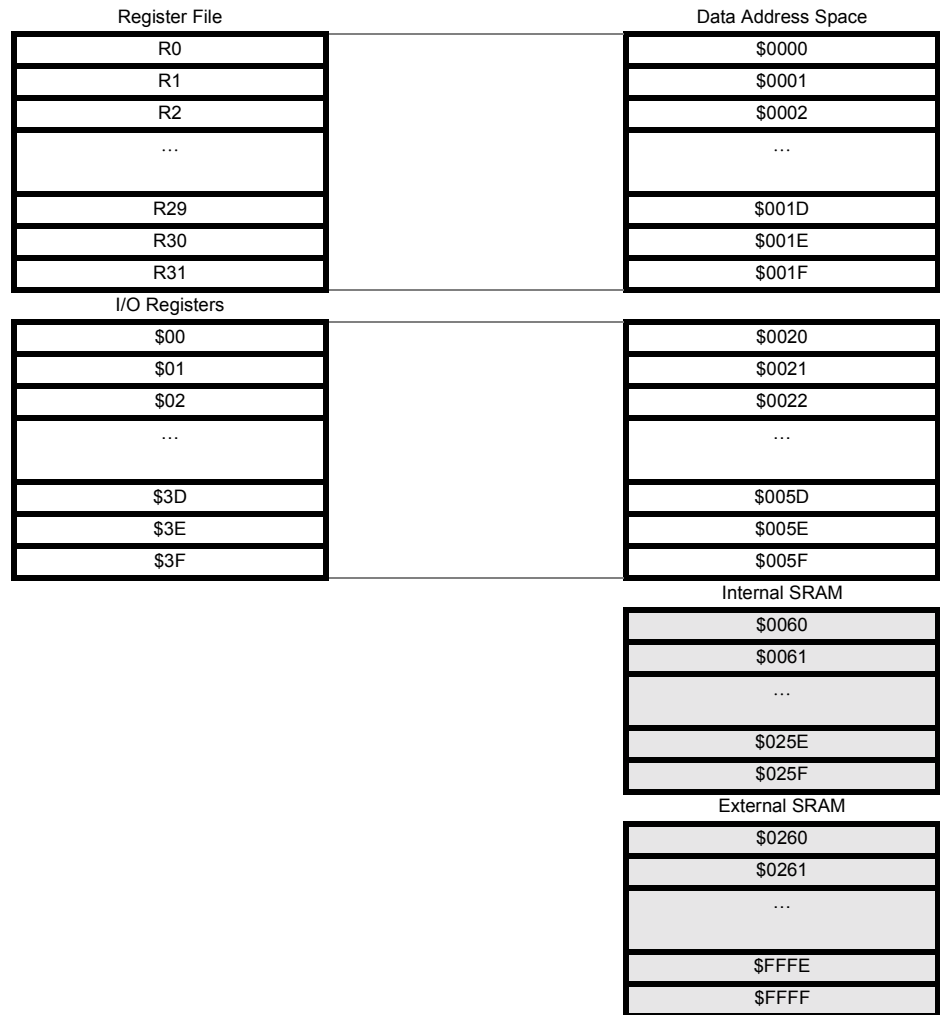 Register File
Data Address Space
R0
$0000
R1
$0001
R2
$0002
…
…
R29
$001D
R30
$001E
R31
$001F
I/O Registers
$00
$0020
$01
$0021
$02
$0022
…
…
$3D
$005D
$3E
$005E
$3F
$005F
Internal SRAM
$0060
$0061
…
$025E
$025F
External SRAM
$0260
$0261
…
$FFFE
$FFFF